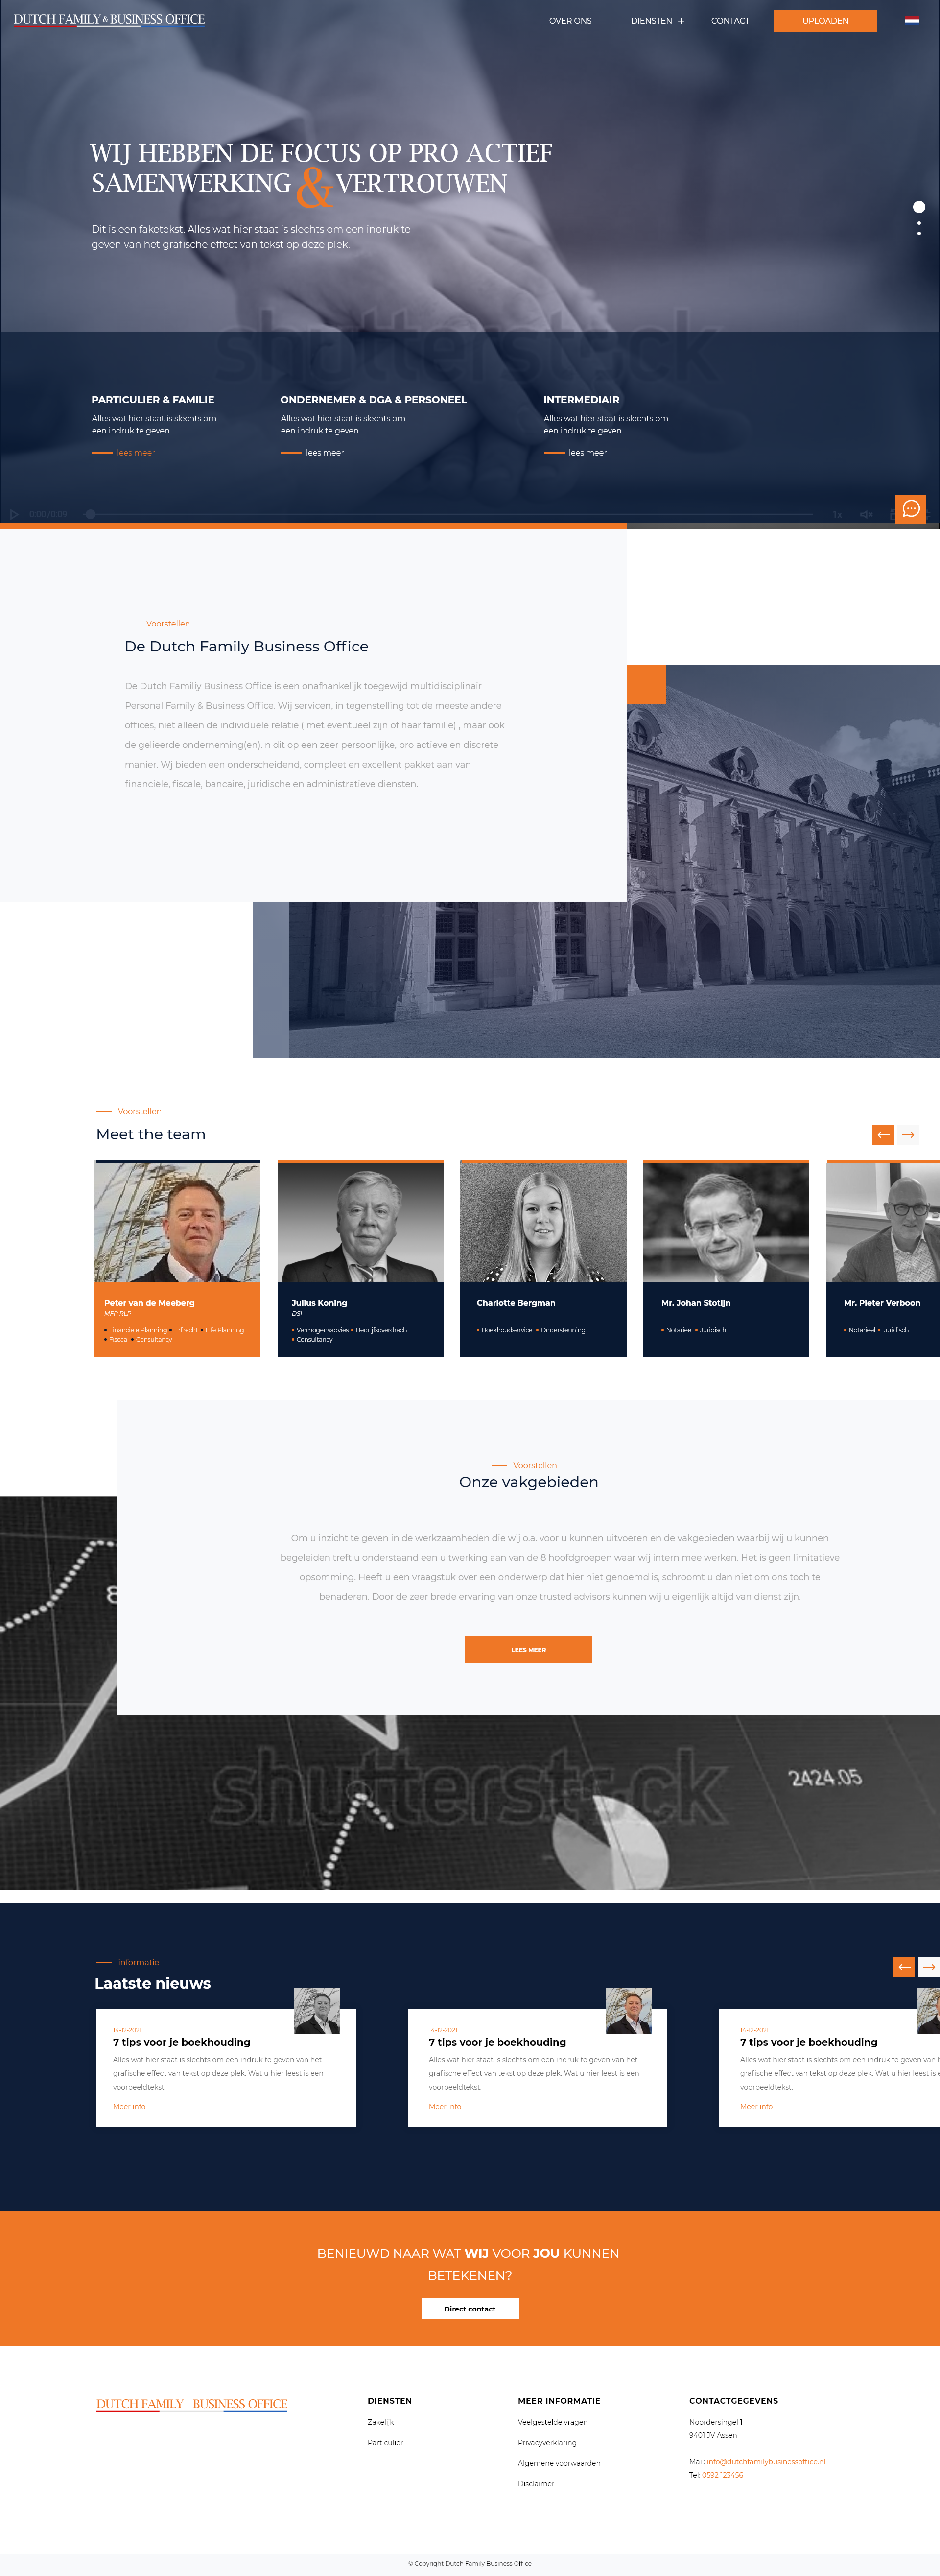 DUTCH FAMILY & BUSINESS OFFICE
OVER ONS
DIENSTEN +
CONTACT
UPLOADEN
WIJ HEBBEN DE FOCUS OP PRO ACTIEF
SAMENWERKING & VERTROUWEN
Dit is een faketekst. Alles wat hier staat is slechts om een indruk te
geven van het grafische effect van tekst op deze plek.
shutterstock
PARTICULIER & FAMILIE
Alles wat hier staat is slechts om
een indruk te geven
lees meer
ONDERNEMER & DGA & PERSONEEL
Alles wat hier staat is slechts om
een indruk te geven
lees meer
INTERMEDIAIR
Alles wat hier staat is slechts om
een indruk te geven
lees meer
1x
Voorstellen
De Dutch Family Business Office
De Dutch Familiy Business Office is een onafhankelijk toegewijd multidisciplinair
Personal Family & Business Office. Wij servicen, in tegenstelling tot de meeste andere
offices, niet alleen de individuele relatie ( met eventueel zijn of haar familie) , maar ook
de gelieerde onderneming(en). n dit op een zeer persoonlijke, pro actieve en discrete
manier. Wj bieden een onderscheidend, compleet en excellent pakket aan van
financiële, fiscale, bancaire, juridische en administratieve diensten.
Voorstellen
Meet the team
Peter van de Meeberg
MFP RLP
Financiële Planning Erfrecht Life Planning
Fiscaal Consultancy
Julius Koning
DSI
Vermogensadvies Bedrijfsoverdracht
Consultancy
Charlotte Bergman
Boekhoudservice Ondersteuning
Mr. Johan Stotijn
Notarieel Juridisch
Mr. Pieter Verboon
Notarieel Juridisch
Voorstellen
Onze vakgebieden
Om u inzicht te geven in de werkzaamheden die wij o.a. voor u kunnen uitvoeren en de vakgebieden waarbij wij u kunnen
begeleiden treft u onderstaand een uitwerking aan van de 8 hoofdgroepen waar wij intern mee werken. Het is geen limitatieve
opsomming. Heeft u een vraagstuk over een onderwerp dat hier niet genoemd is, schroomt u dan niet om ons toch te
benaderen. Door de zeer brede ervaring van onze trusted advisors kunnen wij u eigenlijk altijd van dienst zijn.
LEES MEER
shutterstock
2424.05
informatie
Laatste nieuws
14-12-2021
7 tips voor je boekhouding
Alles wat hier staat is slechts om een indruk te geven van het
grafische effect van tekst op deze plek. Wat u hier leest is een
voorbeeldtekst.
Meer info
14-12-2021
7 tips voor je boekhouding
Alles wat hier staat is slechts om een indruk te geven van het
grafische effect van tekst op deze plek. Wat u hier leest is een
voorbeeldtekst.
Meer info
14-12-2021
7 tips voor je boekhouding
Alles wat hier staat is slechts om een indruk te geven van
grafische effect van tekst op deze plek. Wat u hier leest is
voorbeeldtekst.
Meer info
BENIEUWD NAAR WAT WIJ VOOR JOU KUNNEN
BETEKENEN?
Direct contact
DUTCH FAMILY BUSINESS OFFICE
DIENSTEN
Zakelijk
Particulier
MEER INFORMATIE
Veelgestelde vragen
Privacyverklaring
Algemene voorwaarden
Disclaimer
CONTACTGEGEVENS
Noordersingel 1
9401 JV Assen
Mail: info@dutchfamilybusinessoffice.nl
Tel: 0592 123456
© Copyright Dutch Family Business Office